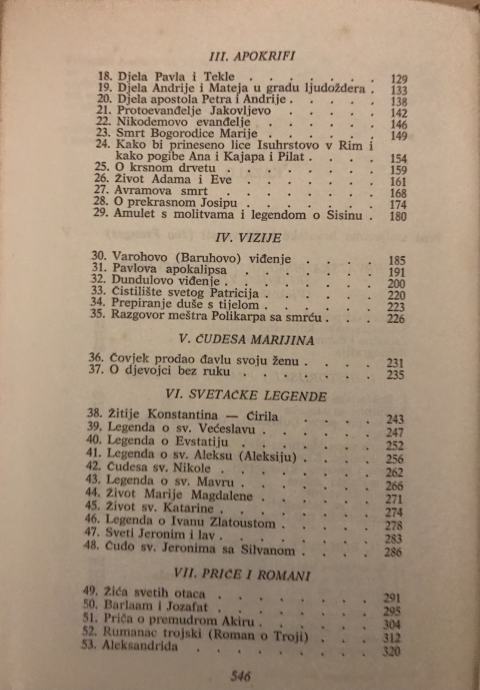 III. APOKRIFI
18. Djela Pavla i Tekle . . . . . . . 129
19. Djela Andrije i Mateja u gradu ljudoždera . 133
20. Djela apostola Petra i Andrije . . . . . 138
21. Protoevanđelje Jakovljevo . . . . . 142
22. Nikodemovo evanđelje . . . . . . 146
23. Smrt Bogorodice Marije . . . . . . 149
24. Kako bi prineseno lice Isuhrstovo v Rim i
kako pogibe Ana i Kajapa i Pilat . . . . 154
25. O krsnom drvetu . . . . . . . 159
26. Život Adama i Eve . . . . . . . 161
27. Avramova smrt . . . . . . . . 168
28. O prekrasnom Josipu . . . . . . 174
29. Amulet s molitvama i legendom o Sisinu . 180
IV. VIZIJE
30. Varohovo (Baruhovo) viđenje . . . . 185
31. Pavlova apokalipsa . . . . . . . 191
32. Dundulovo viđenje . . . . . . . 200
33. Čistilište svetog Patricija . . . . . . 220
34. Prepiranje duše s tijelom . . . . . . 223
35. Razgovor meštra Polikarpa sa smrću . . . 226
V. ČUDESA MARIJINA
36. Čovjek prodao đavlu svoju ženu . . . . 231
37. O djevojci bez ruku . . . . . . . 235
VI. SVETAČKE LEGENDE
38. Žitije Konstantina — Ćirila . . . . . 243
39. Legenda o sv. Većeslavu . . . . . . 247
40. Legenda o Evstatiju . . . . . . . 252
41. Legenda o sv. Aleksu (Aleksiju) . . . . 256
42. Čudesa sv. Nikole . . . . . . . 262
43. Legenda o sv. Mavru . . . . . . 266
44. Život Marije Magdalene . . . . . . 271
45. Život sv. Katarine . . . . . . . 274
46. Legenda o Ivanu Zlatoustom . . . . . 278
47. Sveti Jeronim i lav . . . . . . . 283
48. Čudo sv. Jeronima sa Silvanom . . . . 286
VII. PRIČE I ROMANI
49. Žića svetih otaca . . . . . . . 291
50. Barlaam i Jozafat . . . . . . . 295
51. Priča o premudrom Akiru . . . . . 304
52. Rumanac trojski (Roman o Troji) . . . . 312
53. Aleksandrida . . . . . . . . 320
546